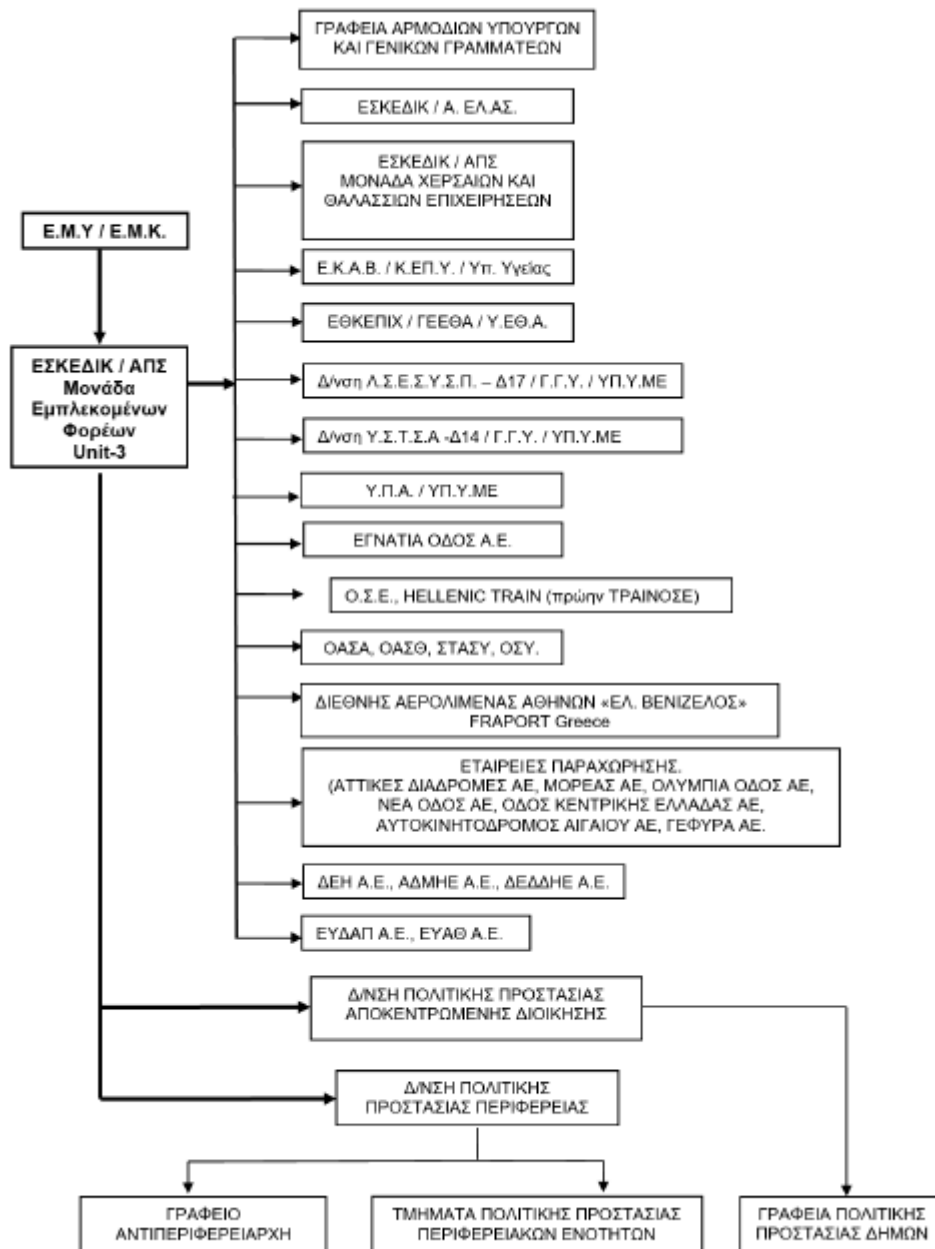 ΓΡΑΦΕΙΑ ΑΡΜΟΔΙΩΝ ΥΠΟΥΡΓΩΝ
ΚΑΙ ΓΕΝΙΚΩΝ ΓΡΑΜΜΑΤΕΩΝ
ΕΣΚΕΔΙΚ / Α. ΕΛ.ΑΣ.
ΕΣΚΕΔΙΚ / ΑΠΣ
ΜΟΝΑΔΑ ΧΕΡΣΑΙΩΝ ΚΑΙ
ΘΑΛΑΣΣΙΩΝ ΕΠΙΧΕΙΡΗΣΕΩΝ
Ε.Μ.Υ / Ε.Μ.Κ.
Ε.Κ.Α.Β. / Κ.ΕΠ.Υ. / Υπ. Υγείας
ΕΘΚΕΠΙΧ / ΓΕΕΘΑ / Υ.ΕΘ.Α.
ΕΣΚΕΔΙΚ / ΑΠΣ
Μονάδα
Εμπλεκομένων
Φορέων
Unit-3
Δ/νση Λ.Σ.Ε.Σ.Υ.Σ.Π. – Δ17 / Γ.Γ.Υ. / ΥΠ.Υ.ΜΕ
Δ/νση Υ.Σ.Τ.Σ.Α -Δ14 / Γ.Γ.Υ. / ΥΠ.Υ.ΜΕ
Υ.Π.Α. / ΥΠ.Υ.ΜΕ
ΕΓΝΑΤΙΑ ΟΔΟΣ Α.Ε.
Ο.Σ.Ε., HELLENIC TRAIN (πρώην ΤΡΑΙΝΟΣΕ)
ΟΑΣΑ, ΟΑΣΘ, ΣΤΑΣΥ, ΟΣΥ.
ΔΙΕΘΝΗΣ ΑΕΡΟΛΙΜΕΝΑΣ ΑΘΗΝΩΝ «ΕΛ. ΒΕΝΙΖΕΛΟΣ»
FRAPORT Greece
ΕΤΑΙΡΕΙΕΣ ΠΑΡΑΧΩΡΗΣΗΣ.
(ΑΤΤΙΚΕΣ ΔΙΑΔΡΟΜΕΣ ΑΕ, ΜΟΡΕΑΣ ΑΕ, ΟΛΥΜΠΙΑ ΟΔΟΣ ΑΕ,
ΝΕΑ ΟΔΟΣ ΑΕ, ΟΔΟΣ ΚΕΝΤΡΙΚΗΣ ΕΛΛΑΔΑΣ ΑΕ,
ΑΥΤΟΚΙΝΗΤΟΔΡΟΜΟΣ ΑΙΓΑΙΟΥ ΑΕ, ΓΕΦΥΡΑ ΑΕ.
ΔΕΗ Α.Ε., ΑΔΜΗΕ Α.Ε., ΔΕΔΔΗΕ Α.Ε.
ΕΥΔΑΠ Α.Ε., ΕΥΑΘ Α.Ε.
Δ/ΝΣΗ ΠΟΛΙΤΙΚΗΣ ΠΡΟΣΤΑΣΙΑΣ
ΑΠΟΚΕΝΤΡΩΜΕΝΗΣ ΔΙΟΙΚΗΣΗΣ
Δ/ΝΣΗ ΠΟΛΙΤΙΚΗΣ
ΠΡΟΣΤΑΣΙΑΣ ΠΕΡΙΦΕΡΕΙΑΣ
ΓΡΑΦΕΙΟ
ΑΝΤΙΠΕΡΙΦΕΡΕΙΑΡΧΗ
ΤΜΗΜΑΤΑ ΠΟΛΙΤΙΚΗΣ ΠΡΟΣΤΑΣΙΑΣ
ΠΕΡΙΦΕΡΕΙΑΚΩΝ ΕΝΟΤΗΤΩΝ
ΓΡΑΦΕΙΑ ΠΟΛΙΤΙΚΗΣ
ΠΡΟΣΤΑΣΙΑΣ ΔΗΜΩΝ